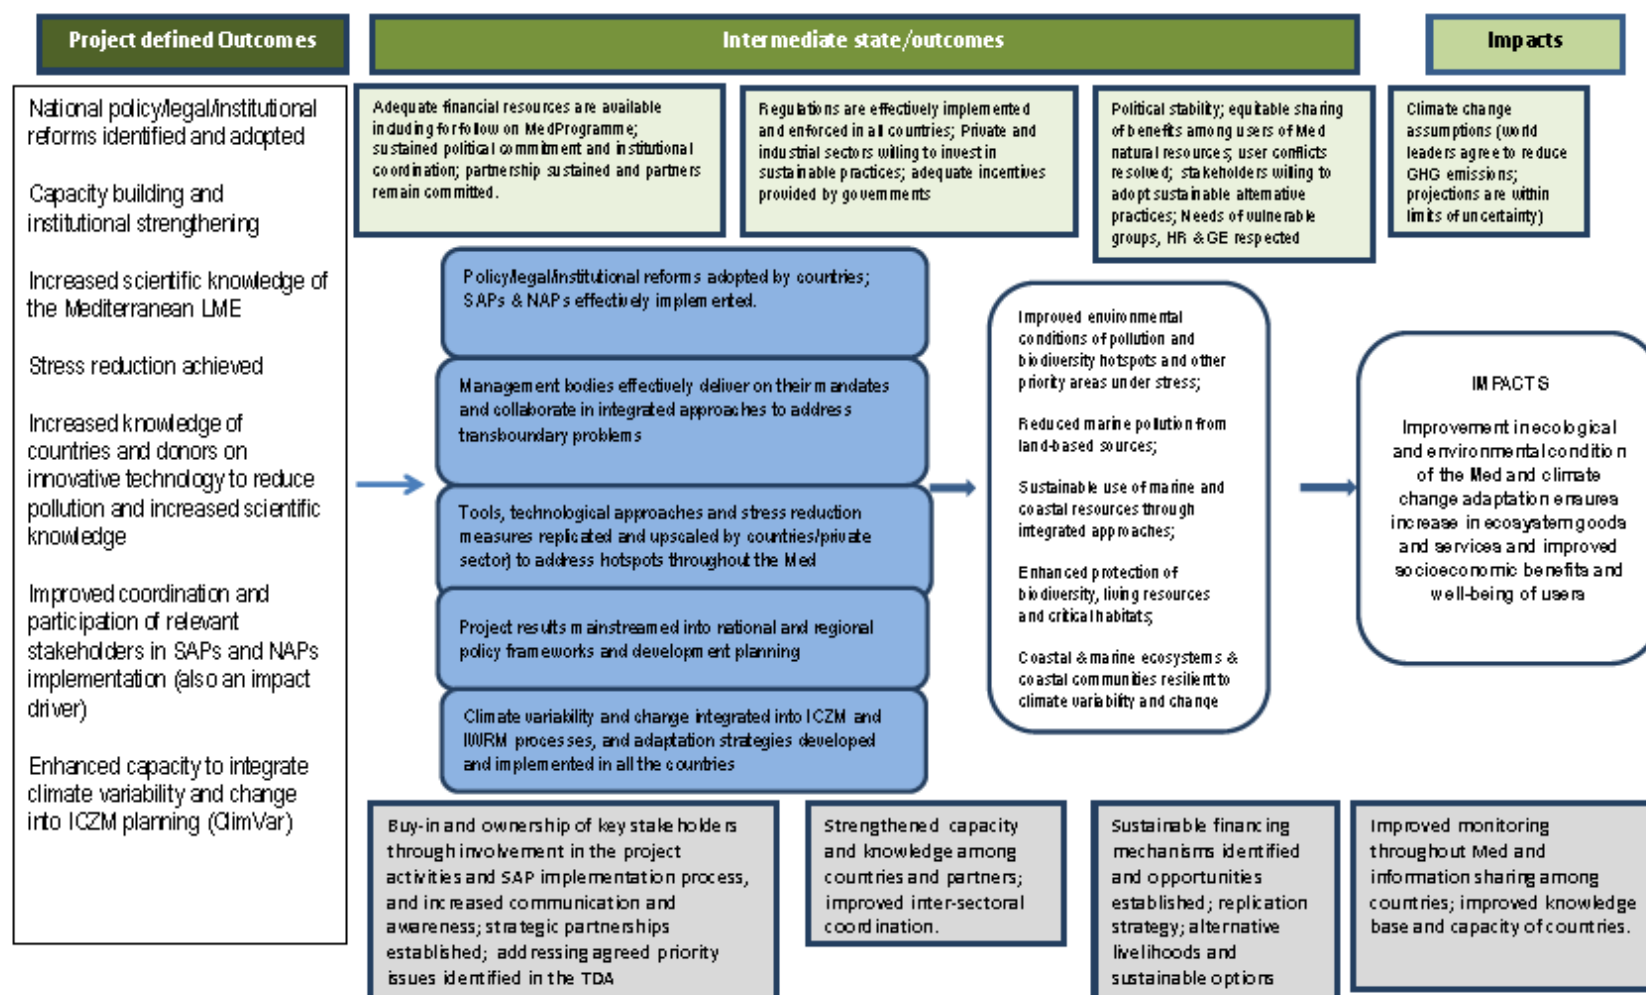 Project defined Outcomes
Intermediate state/outcomes
Impacts
National policy/legal/institutional
reforms identified and adopted
Capacity building and
institutional strengthening
Increased scientific knowledge of
the Mediterranean LME
Stress reduction achieved
Increased knowledge of
countries and donors on
innovative technology to reduce
pollution and increased scientific
knowledge
Improved coordination and
participation of relevant
stakeholders in SAPs and NAPs
implementation (also an impact
driver)
Enhanced capacity to integrate
climate variability and change
into ICZM planning (ClimVar)
Adequate financial resources are available
including for follow on MedProgramme;
sustained political commitment and institutional
coordination; partnership sustained and partners
remain committed.
Regulations are effectively implemented
and enforced in all countries; Private and
industrial sectors willing to invest in
sustainable practices; adequate incentives
provided by governments
Political stability; equitable sharing
of benefits among users of Med
natural resources; user conflicts
resolved; stakeholders willing to
adopt sustainable alternative
practices; Needs of vulnerable
groups, HR & GE respected
Climate change
assumptions (world
leaders agree to reduce
GHG emissions;
projections are within
limits of uncertainty)
Policy/legal/institutional reforms adopted by countries;
SAPs & NAPs effectively implemented.
Management bodies effectively deliver on their mandates
and collaborate in integrated approaches to address
transboundary problems
Tools, technological approaches and stress reduction
measures replicated and upscaled by countries/private
sector) to address hotspots throughout the Med
Project results mainstreamed into national and regional
policy frameworks and development planning
Climate variability and change integrated into ICZM and
IWRM processes, and adaptation strategies developed
and implemented in all the countries
Improved environmental
conditions of pollution and
biodiversity hotspots and other
priority areas under stress;
Reduced marine pollution from
land-based sources;
Sustainable use of marine and
coastal resources through
integrated approaches;
Enhanced protection of
biodiversity, living resources
and critical habitats;
Coastal & marine ecosystems &
coastal communities resilient to
climate variability and change
IMPACTS
Improvement in ecological
and environmental condition
of the Med and climate
change adaptation ensures
increase in ecosystem goods
and services and improved
socioeconomic benefits and
well-being of users
Buy-in and ownership of key stakeholders
through involvement in the project
activities and SAP implementation process,
and increased communication and
awareness; strategic partnerships
established; addressing agreed priority
issues identified in the TDA
Strengthened capacity
and knowledge among
countries and partners;
improved inter-sectoral
coordination.
Sustainable financing
mechanisms identified
and opportunities
established; replication
strategy; alternative
livelihoods and
sustainable options
Improved monitoring
throughout Med and
information sharing among
countries; improved knowledge
base and capacity of countries.